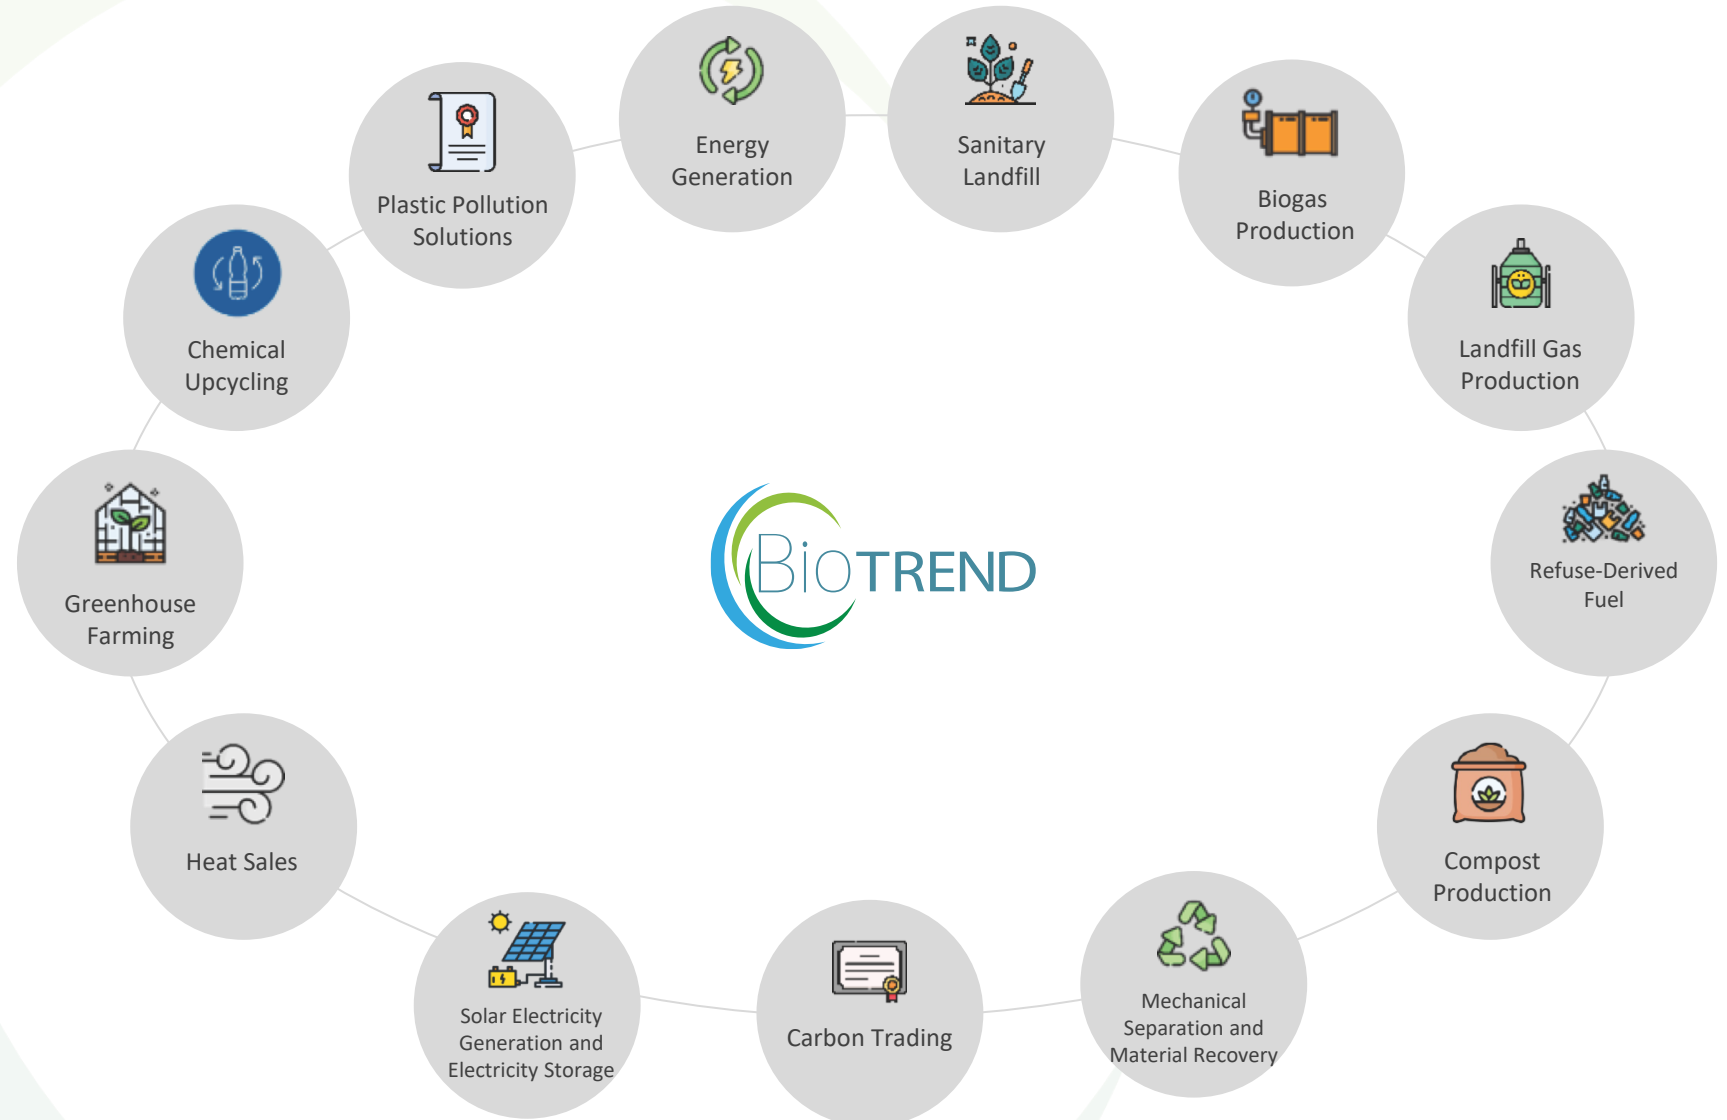 Energy
Generation
Sanitary
Landfill
Biogas
Production
Plastic Pollution
Solutions
Landfill Gas
Production
Chemical
Upcycling
Refuse-Derived
Fuel
BioTREND
Greenhouse
Farming
Compost
Production
Heat Sales
Mechanical
Separation and
Material Recovery
Carbon Trading
Solar Electricity
Generation and
Electricity Storage